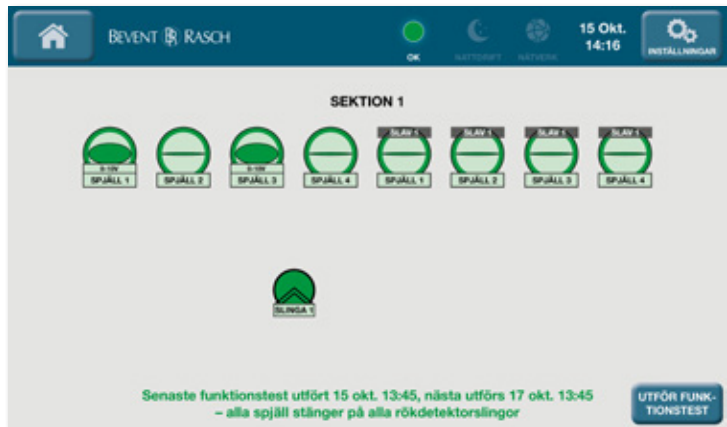 BEVENT BR RASCH
OK
NATTDRIFT
NÄTVERK
15 Okt.
14:16
INSTÄLLNINGAR
SEKTION 1
SLAV 1 SLAV 1 SLAV 1 SLAV 1
0-10V 0-10V
SPJÄLL 1 SPJÄLL 2 SPJÄLL 3 SPJÄLL 4 SPJÄLL 1 SPJÄLL 2 SPJÄLL 3 SPJÄLL 4
SLINGA 1
Senaste funktionstest utfört 15 okt. 13:45, nästa utförs 17 okt. 13:45
– alla spjäll stänger på alla rökdetektorslingor
UTFÖR FUNK-
TIONSTEST